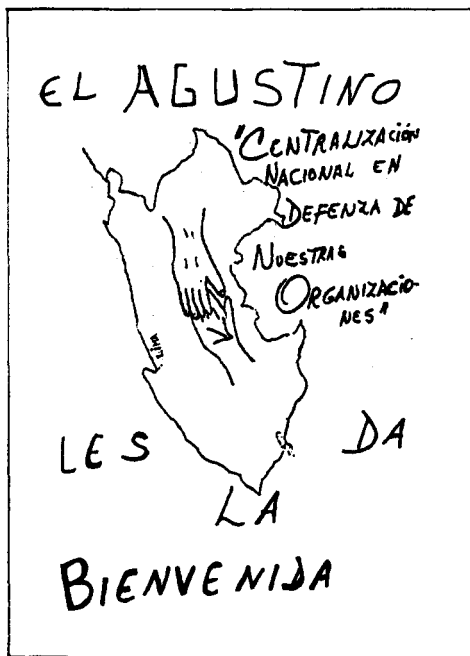 EL AGUSTINO
"CENTRALIZACIÓN
NACIONAL EN
DEFENZA DE
NUESTRAS
ORGANIZACIO-
NES"
Lima
LES DA
LA
BIENVENIDA